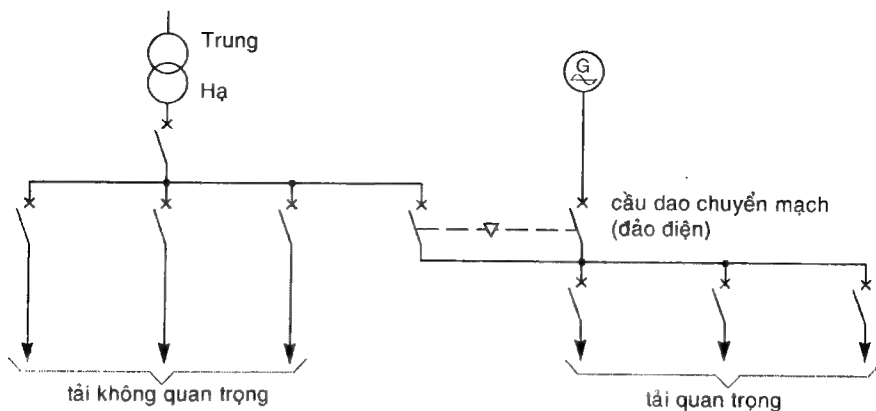 Trung
Hạ
G
cầu dao chuyển mạch
(đảo điện)
tải không quan trọng
tải quan trọng